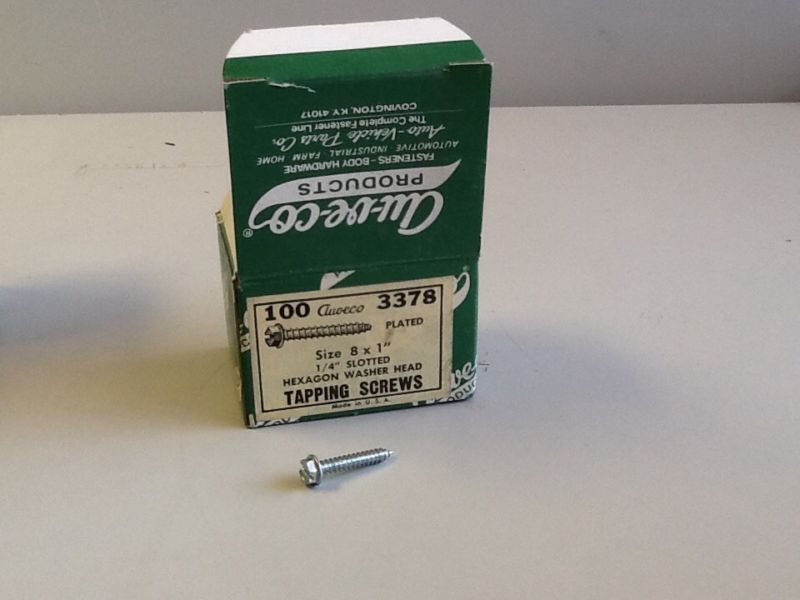 COVINGTON, KY 41017
The Complete Fastener Line
Auto-Vehicle Parts Co.
AUTOMOTIVE INDUSTRIAL FARM HOME
FASTENERS - BODY HARDWARE
PRODUCTS
au-ve-co®
100 Auveco 3378
PLATED
Size 8 x 1"
1/4" SLOTTED
HEXAGON WASHER HEAD
TAPPING SCREWS
Made in U.S.A.